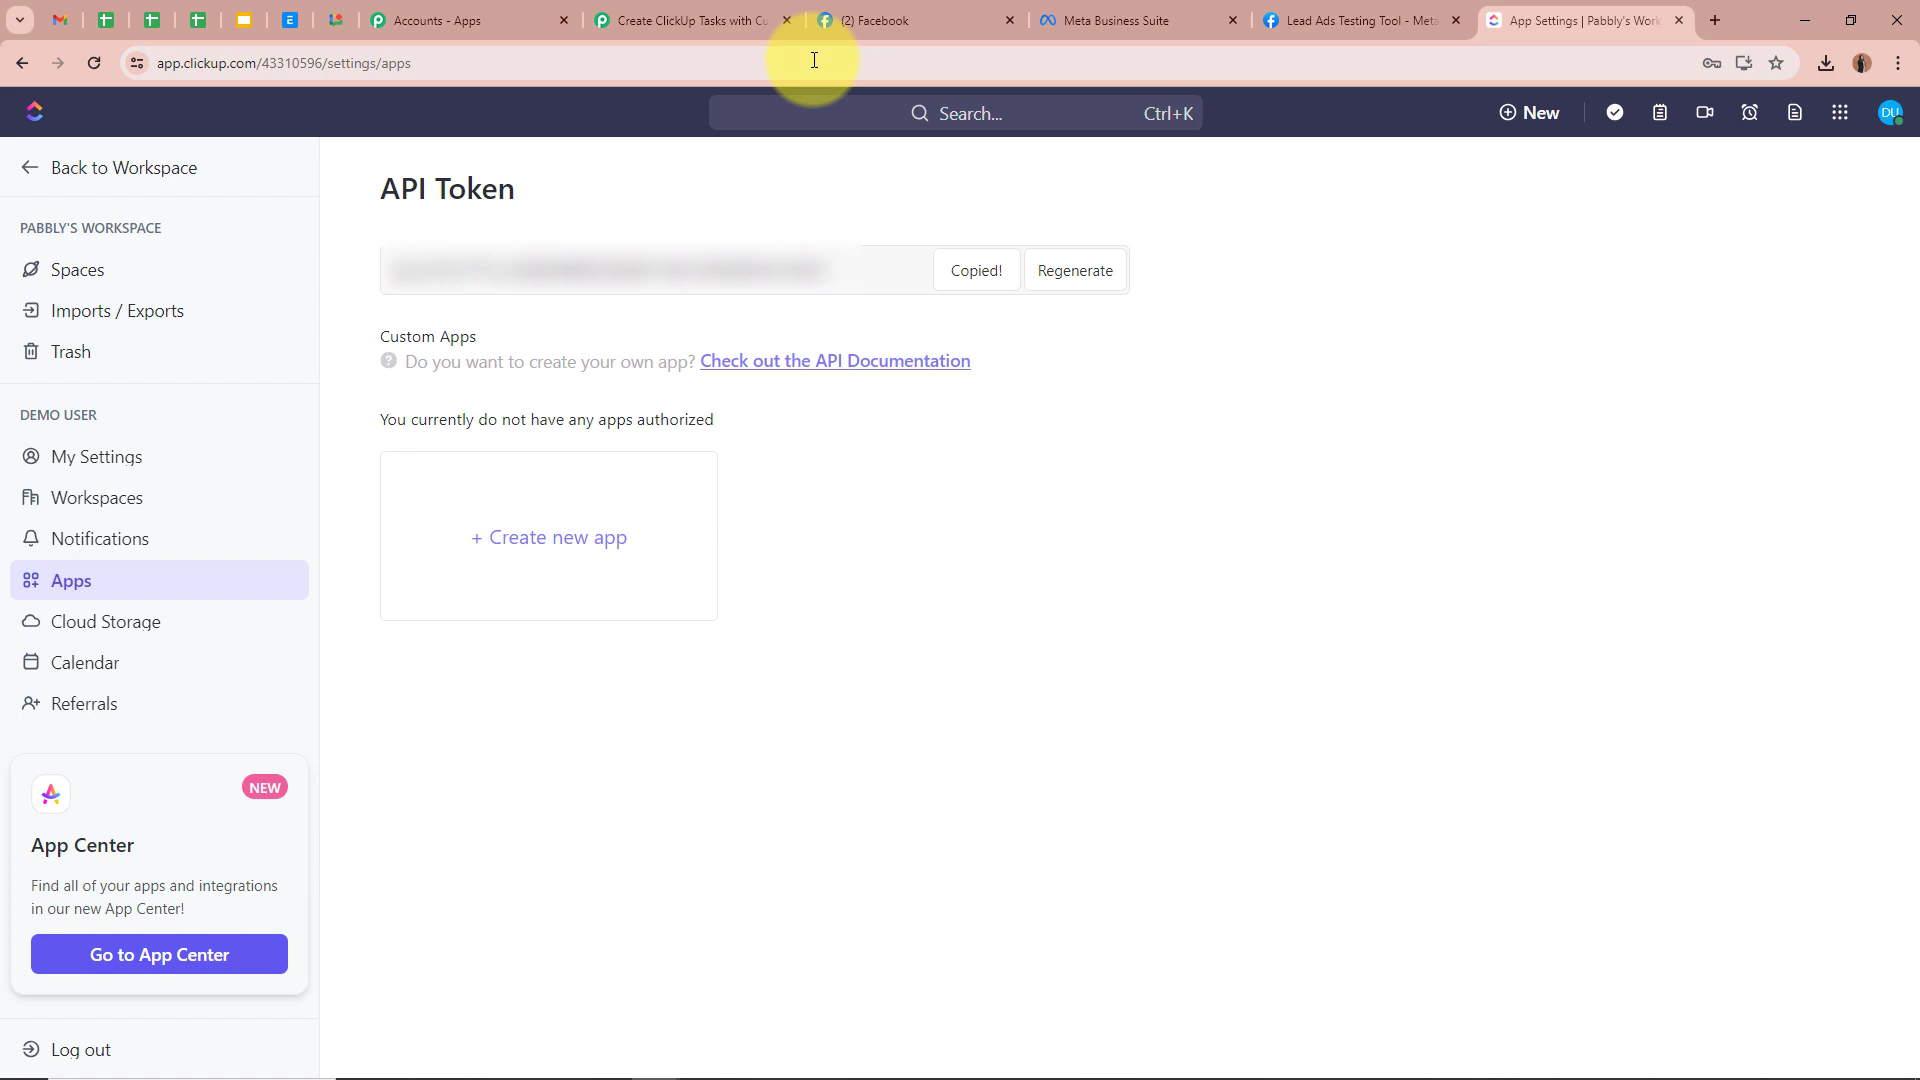 Accounts - Apps
Create ClickUp Tasks with Cu
(2) Facebook
Meta Business Suite
Lead Ads Testing Tool - Meta
App Settings | Pabbly's Work
app.clickup.com/43310596/settings/apps
Search...
Ctrl+K
New
DU
Back to Workspace
PABBLY'S WORKSPACE
Spaces
Imports / Exports
Trash
DEMO USER
My Settings
Workspaces
Notifications
Apps
Cloud Storage
Calendar
Referrals
NEW
App Center
Find all of your apps and integrations
in our new App Center!
Go to App Center
Log out
API Token
Copied!
Regenerate
Custom Apps
Do you want to create your own app? Check out the API Documentation
You currently do not have any apps authorized
+ Create new app